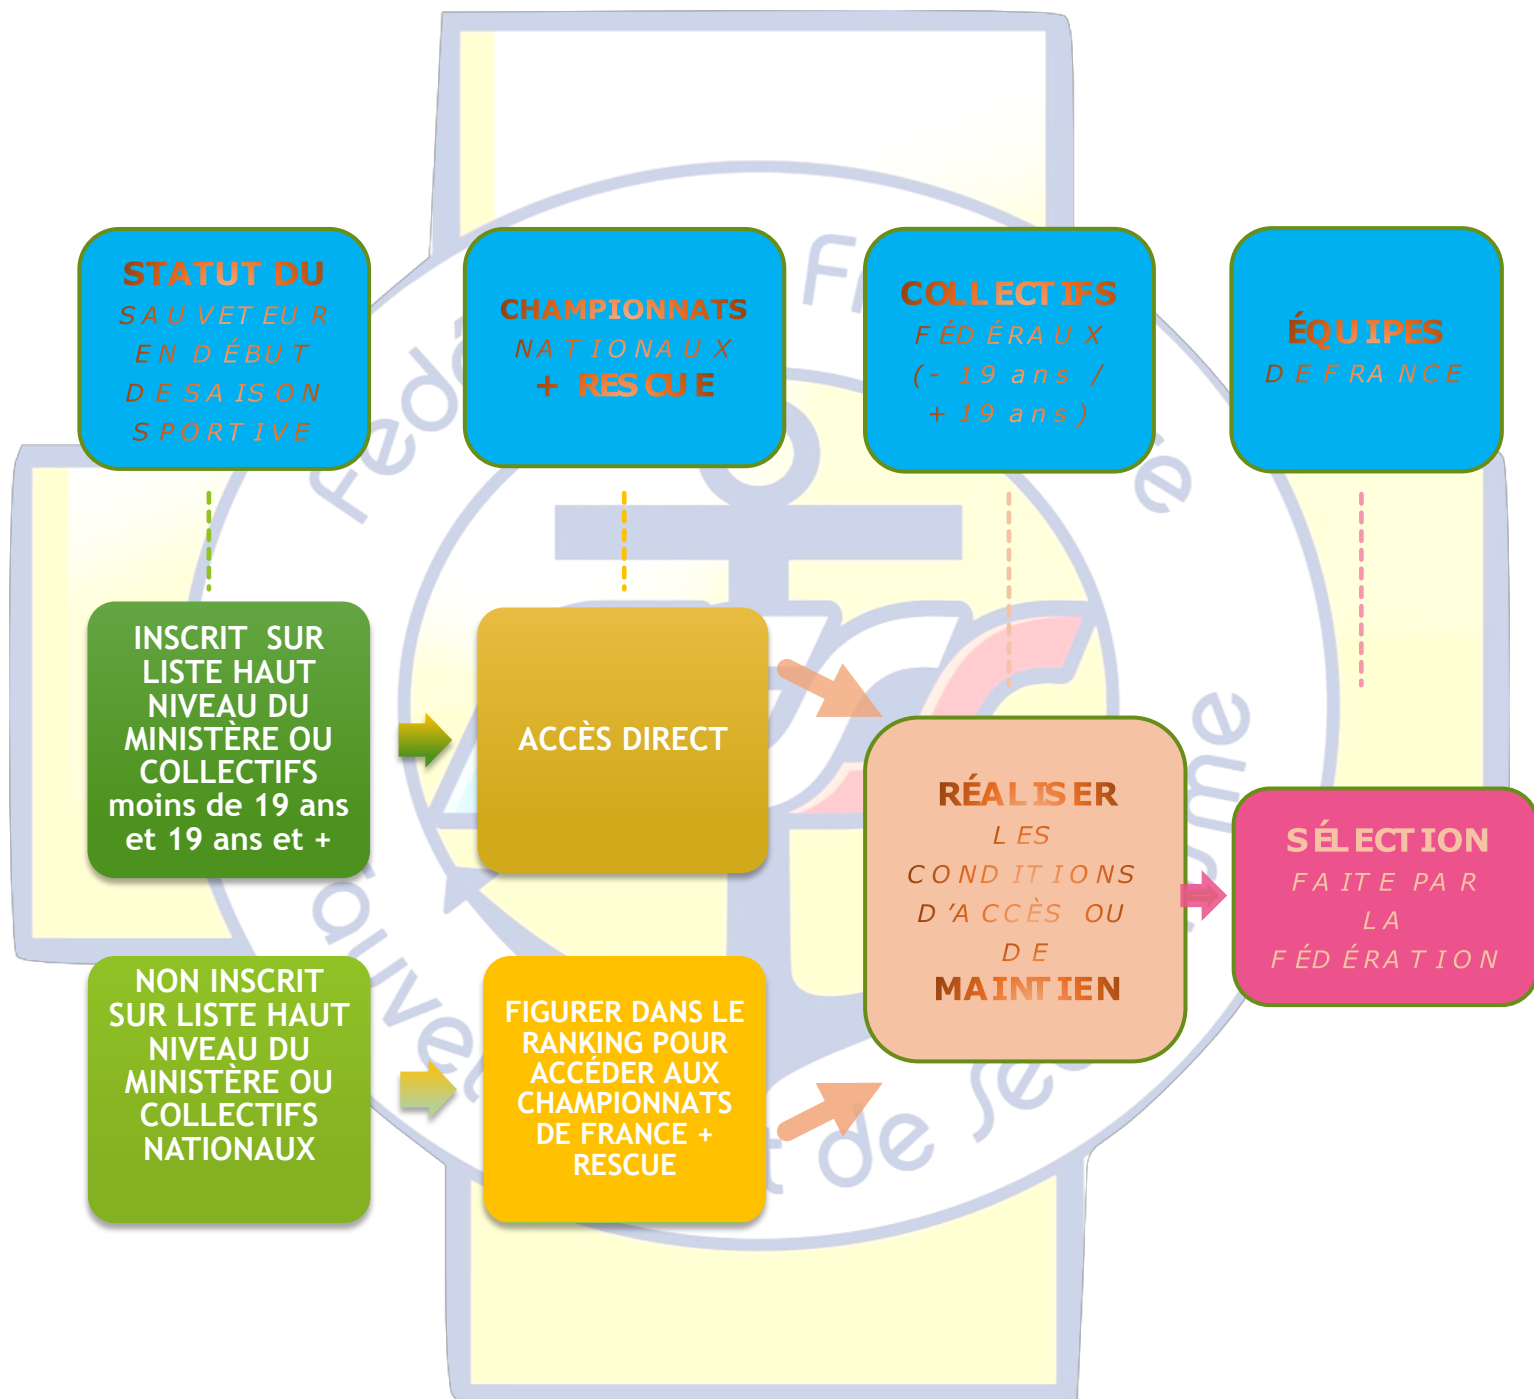 STATUT DU
SAUVETEUR
EN DÉBUT
DE SAISON
SPORTIVE
CHAMPIONNATS
NATIONAUX
+ RESCUE
COLLECTIFS
FÉDÉRAUX
(- 19 ans /
+ 19 ans)
ÉQUIPES
DE FRANCE
INSCRIT SUR
LISTE HAUT
NIVEAU DU
MINISTÈRE OU
COLLECTIFS
moins de 19 ans
et 19 ans et +
ACCÈS DIRECT
RÉALISER
LES
CONDITIONS
D’ACCÈS OU
DE
MAINTIEN
SÉLECTION
FAITE PAR
LA
FÉDÉRATION
NON INSCRIT
SUR LISTE HAUT
NIVEAU DU
MINISTÈRE OU
COLLECTIFS
NATIONAUX
FIGURER DANS LE
RANKING POUR
ACCÉDER AUX
CHAMPIONNATS
DE FRANCE +
RESCUE